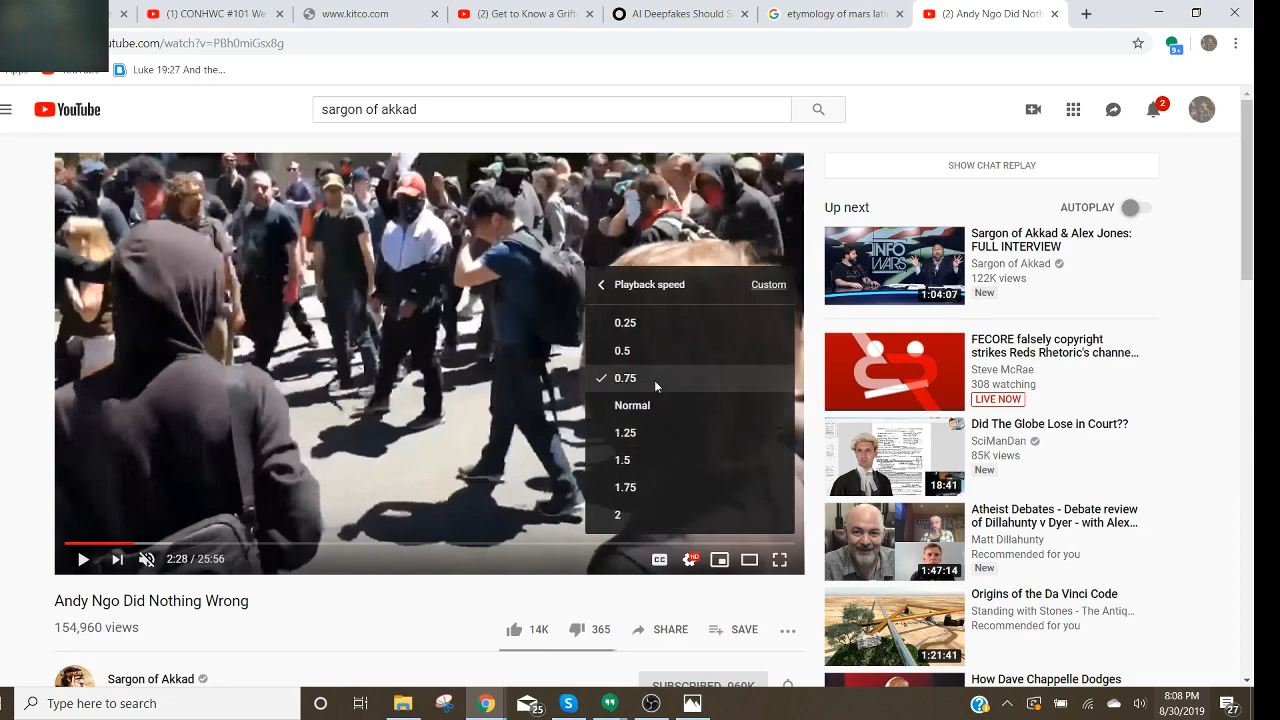 (1) CONHWC #101 We
www.kitco.com
(2) Get to Know a Grift
AI Deepfakes Should S
etymology of mars lati
(2) Andy Ngo Did Noth
utube.com/watch?v=PBh0miGsx8g
9+
Luke 19:27 And the...
YouTube
sargon of akkad
2
SHOW CHAT REPLAY
Up next
AUTOPLAY
INFO
WARS
1:04:07
Sargon of Akkad & Alex Jones:
FULL INTERVIEW
Sargon of Akkad
122K views
New
Playback speed
Custom
0.25
0.5
0.75
Normal
1.25
1.5
1.75
2
FECORE falsely copyright
strikes Reds Rhetoric's channe...
Steve McRae
308 watching
LIVE NOW
18:41
Did The Globe Lose in Court??
SciManDan
85K views
New
1:47:14
Atheist Debates - Debate review
of Dillahunty v Dyer - with Alex...
Matt Dillahunty
Recommended for you
New
2:28 / 25:56
CC
HD
1:21:41
Origins of the Da Vinci Code
Standing with Stones - The Antiq...
Recommended for you
Andy Ngo Did Nothing Wrong
154,960 views
14K
365
SHARE
SAVE
Sargon of Akkad
SUBSCRIBED 969K
How Dave Chappelle Dodges
Type here to search
25
8:08 PM
8/30/2019
27